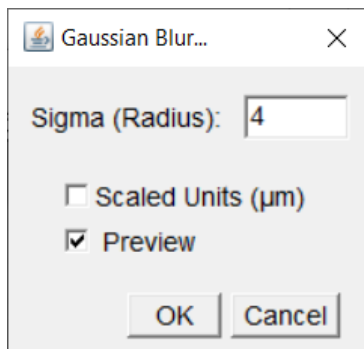 Gaussian Blur...
Sigma (Radius): 4
Scaled Units (µm)
Preview
OK Cancel